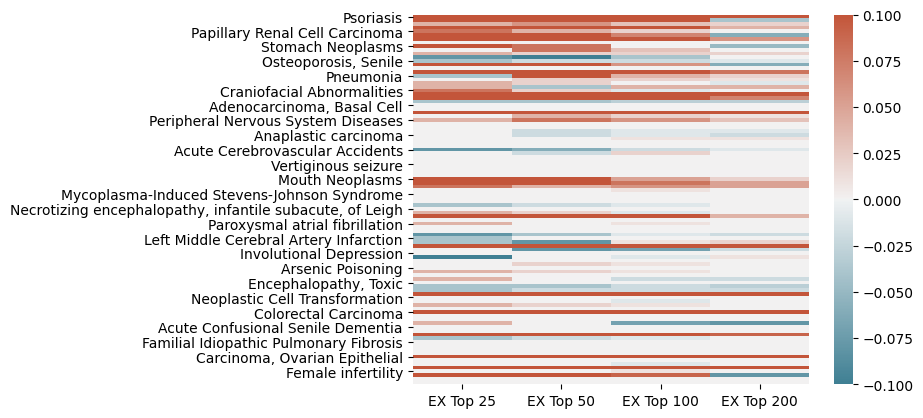 Psoriasis
Papillary Renal Cell Carcinoma
Stomach Neoplasms
Osteoporosis, Senile
Pneumonia
Craniofacial Abnormalities
Adenocarcinoma, Basal Cell
Peripheral Nervous System Diseases
Anaplastic carcinoma
Acute Cerebrovascular Accidents
Vertiginous seizure
Mouth Neoplasms
Mycoplasma-Induced Stevens-Johnson Syndrome
Necrotizing encephalopathy, infantile subacute, of Leigh
Paroxysmal atrial fibrillation
Left Middle Cerebral Artery Infarction
Involutional Depression
Arsenic Poisoning
Encephalopathy, Toxic
Neoplastic Cell Transformation
Colorectal Carcinoma
Acute Confusional Senile Dementia
Familial Idiopathic Pulmonary Fibrosis
Carcinoma, Ovarian Epithelial
Female infertility
EX Top 25
EX Top 50
EX Top 100
EX Top 200
0.100
0.075
0.050
0.025
0.000
−0.025
−0.050
−0.075
−0.100